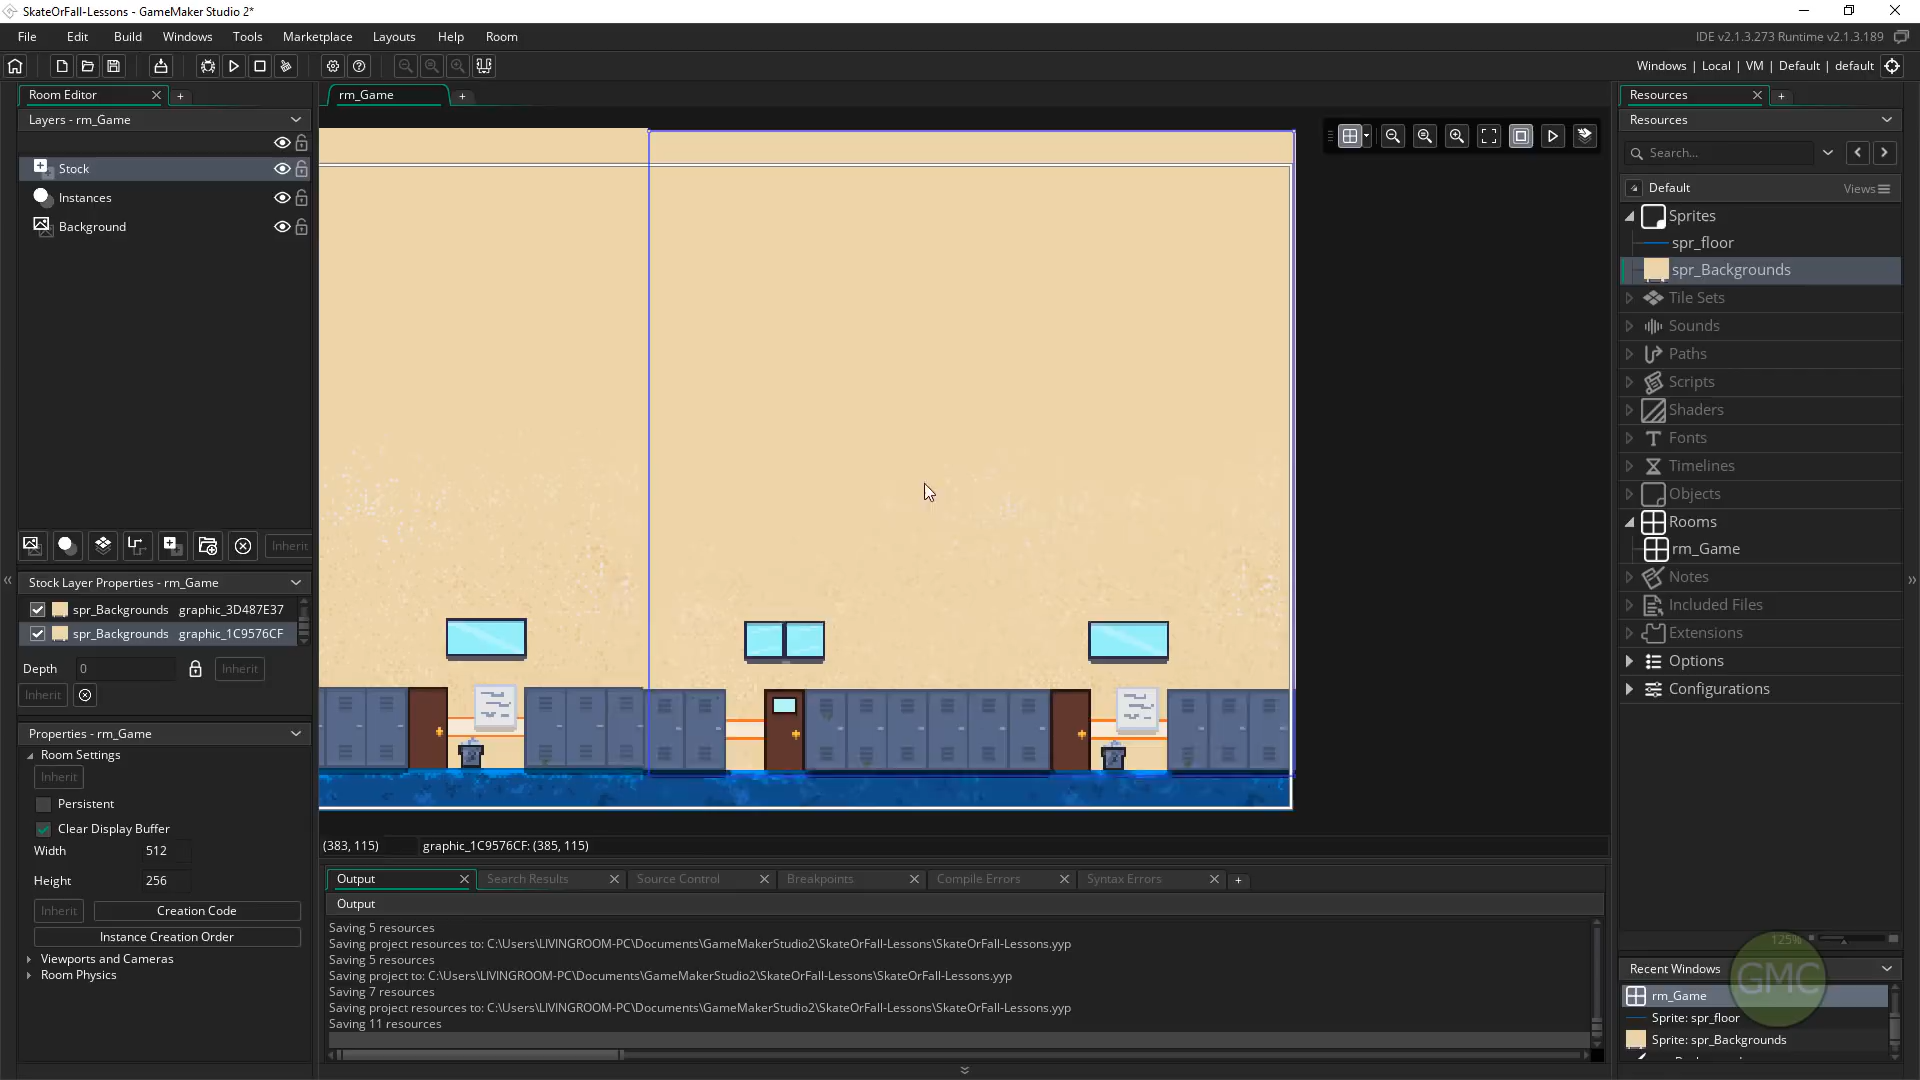 SkateOrFall-Lessons - GameMaker Studio 2*
File Edit Build Windows Tools Marketplace Layouts Help Room
IDE v2.1.3.273 Runtime v2.1.3.189
Windows | Local | VM | Default | default
Room Editor
Layers - rm_Game
Stock
Instances
Background
Inherit
Stock Layer Properties - rm_Game
spr_Backgrounds graphic_3D487E37
spr_Backgrounds graphic_1C9576CF
Depth 0 Inherit
Inherit
Properties - rm_Game
Room Settings
Inherit
Persistent
Clear Display Buffer
Width 512
Height 256
Inherit Creation Code
Instance Creation Order
Viewports and Cameras
Room Physics
rm_Game
(383, 115) graphic_1C9576CF: (385, 115)
Output Search Results Source Control Breakpoints Compile Errors Syntax Errors
Output
Saving 5 resources
Saving project resources to: C:\Users\LIVINGROOM-PC\Documents\GameMakerStudio2\SkateOrFall-Lessons\SkateOrFall-Lessons.yyp
Saving 5 resources
Saving project to: C:\Users\LIVINGROOM-PC\Documents\GameMakerStudio2\SkateOrFall-Lessons\SkateOrFall-Lessons.yyp
Saving 7 resources
Saving project resources to: C:\Users\LIVINGROOM-PC\Documents\GameMakerStudio2\SkateOrFall-Lessons\SkateOrFall-Lessons.yyp
Saving 11 resources
Resources
Resources
Search...
Default Views
Sprites
spr_floor
spr_Backgrounds
Tile Sets
Sounds
Paths
Scripts
Shaders
Fonts
Timelines
Objects
Rooms
rm_Game
Notes
Included Files
Extensions
Options
Configurations
125%
Recent Windows
GMC
rm_Game
Sprite: spr_floor
Sprite: spr_Backgrounds